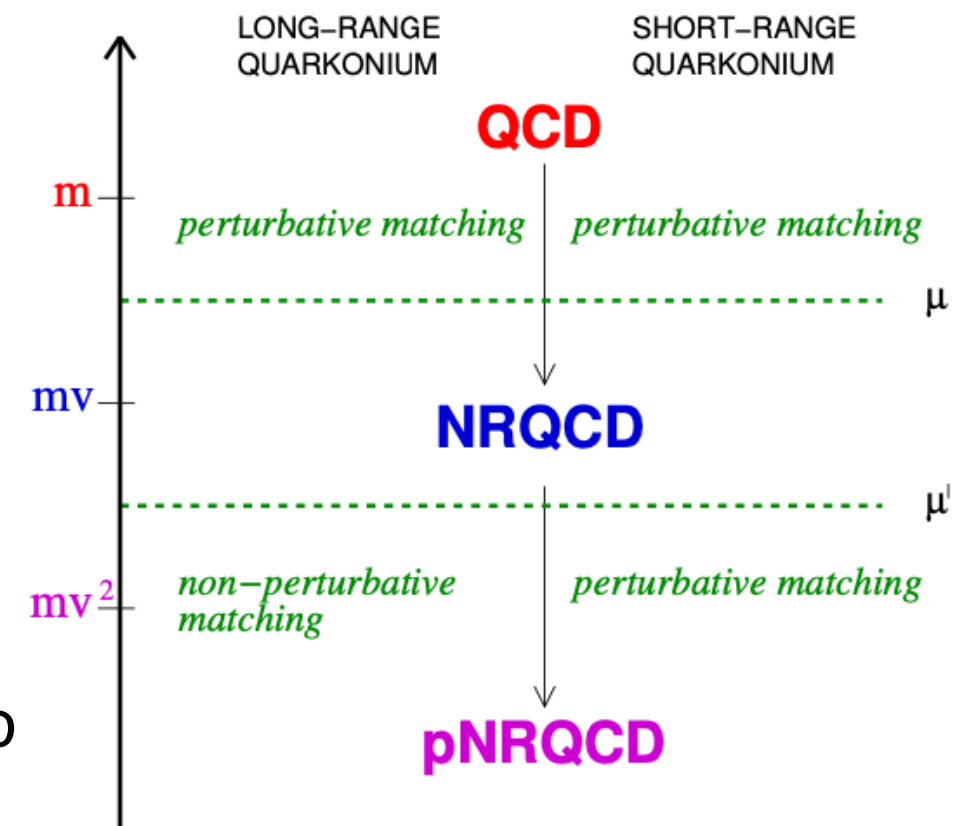 LONG–RANGE QUARKONIUM
SHORT–RANGE QUARKONIUM
QCD
m
perturbative matching
perturbative matching
μ
mv
NRQCD
μ'
mv²
non–perturbative matching
perturbative matching
pNRQCD